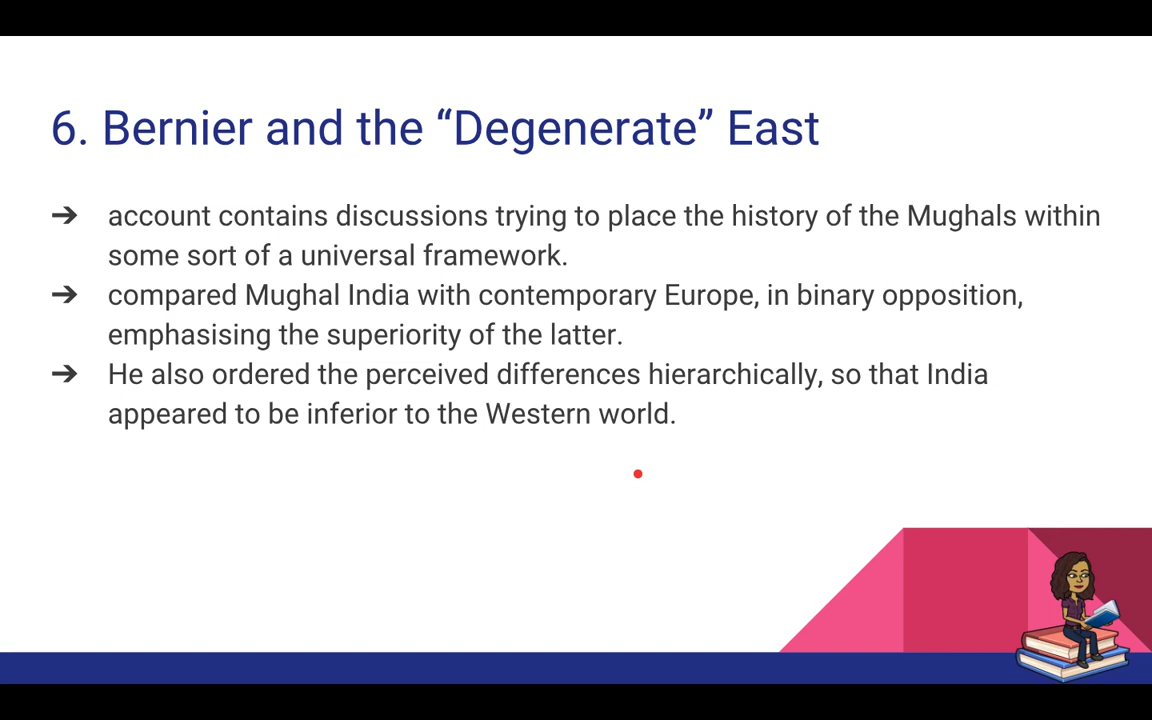 6. Bernier and the “Degenerate” East
➔ account contains discussions trying to place the history of the Mughals within
some sort of a universal framework.
➔ compared Mughal India with contemporary Europe, in binary opposition,
emphasising the superiority of the latter.
➔ He also ordered the perceived differences hierarchically, so that India
appeared to be inferior to the Western world.